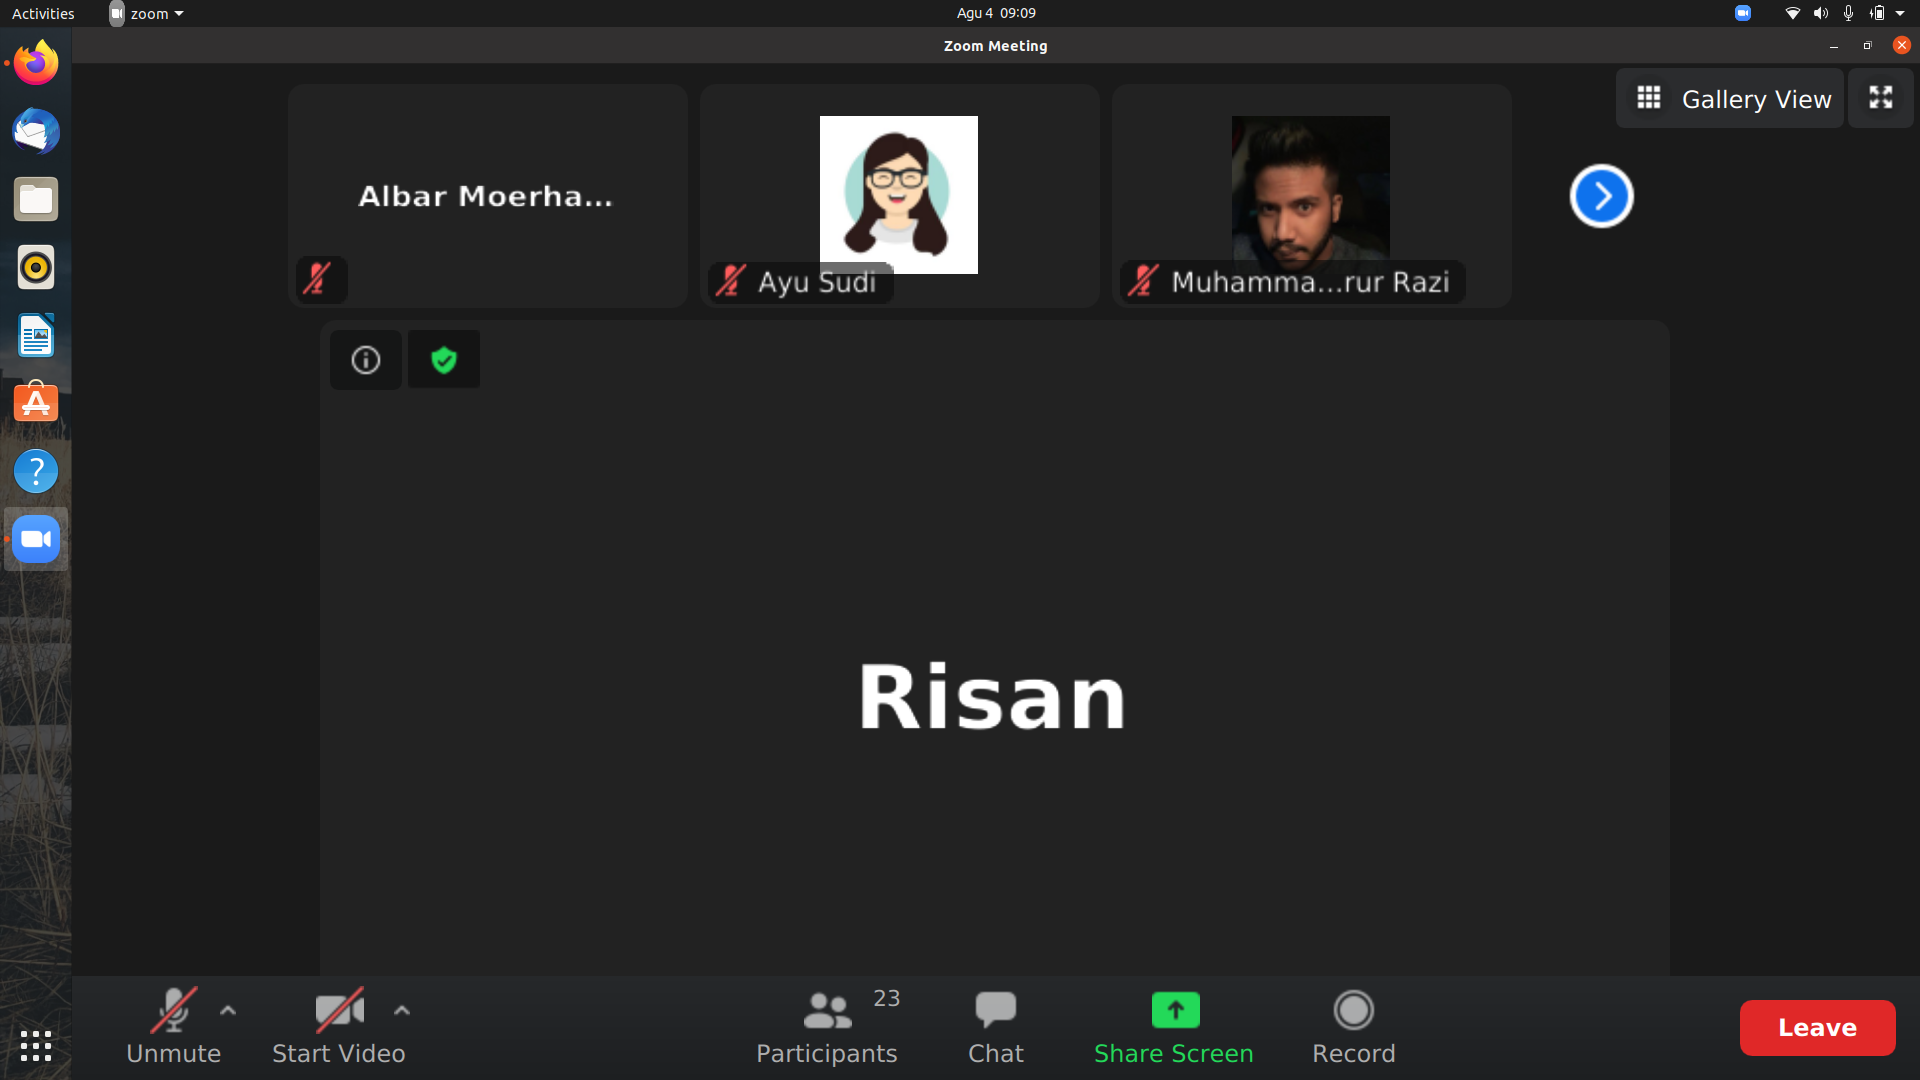 Activities
zoom
Agu 4 09:09
Zoom Meeting
Gallery View
Albar Moerha...
Ayu Sudi
Muhamma...rur Razi
Risan
Unmute
Start Video
Participants
23
Chat
Share Screen
Record
Leave